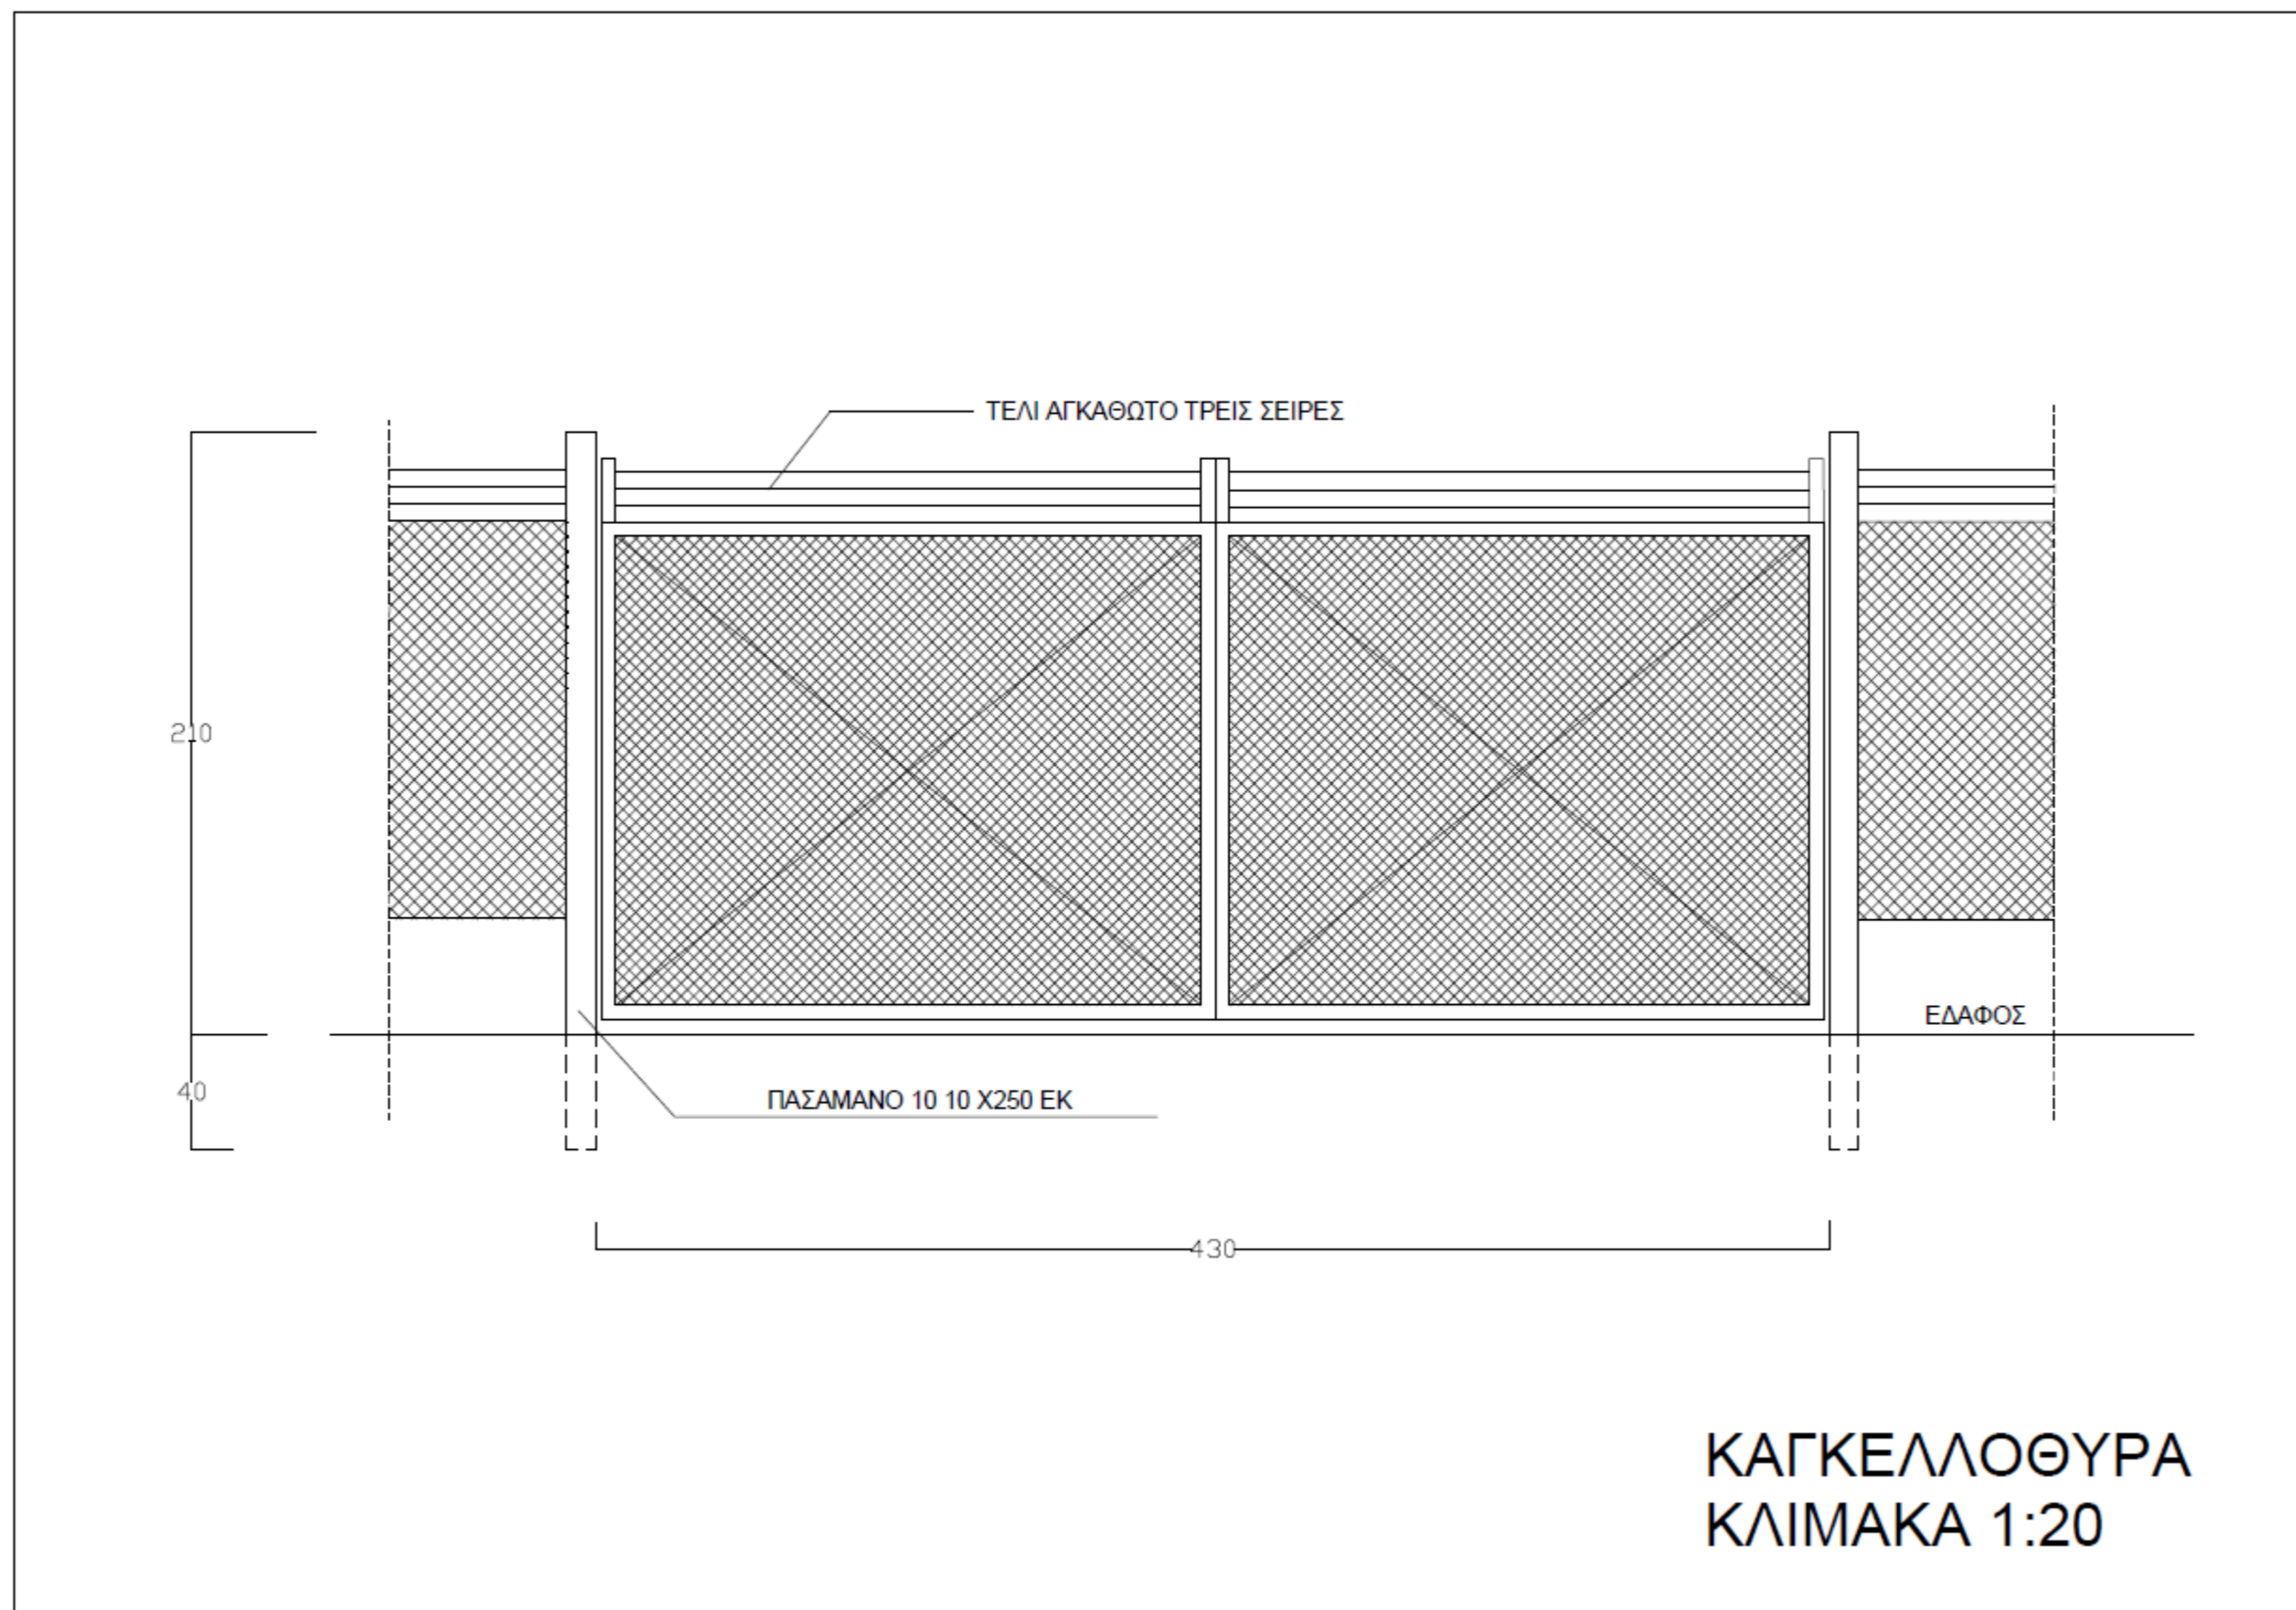 ΤΕΛΙ ΑΓΚΑΘΩΤΟ ΤΡΕΙΣ ΣΕΙΡΕΣ
210
ΕΔΑΦΟΣ
40
ΠΑΣΑΜΑΝΟ 10 10 Χ250 ΕΚ
430
ΚΑΓΚΕΛΛΟΘΥΡΑ
ΚΛΙΜΑΚΑ 1:20